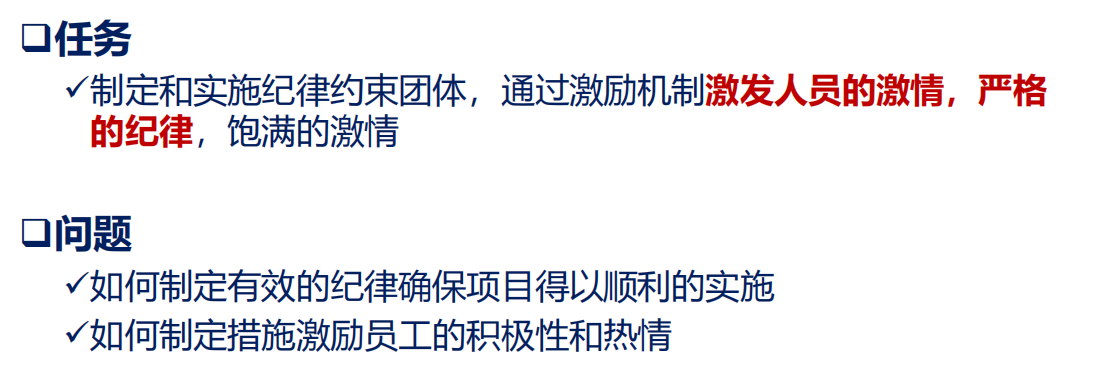 ❑任务
✓制定和实施纪律约束团体，通过激励机制激发人员的激情，严格
的纪律，饱满的激情
❑问题
✓如何制定有效的纪律确保项目得以顺利的实施
✓如何制定措施激励员工的积极性和热情